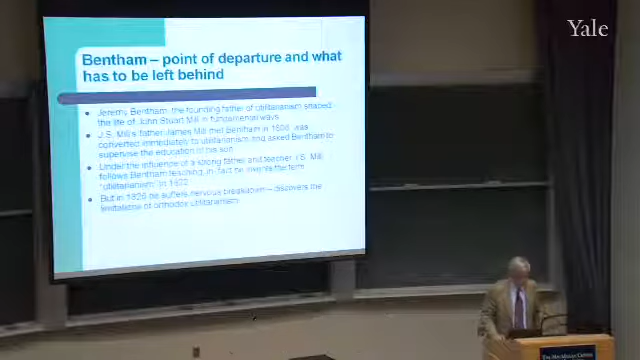 Yale
Bentham – point of departure and what
has to be left behind
Jeremy Bentham, the founding father of utilitarianism shaped
the life of John Stuart Mill in fundamental ways
J.S. Mill's father James Mill met Bentham in 1808, was
converted immediately to utilitarianism and asked Bentham to
supervise the education of his son
Under the influence of a strong father and teacher J.S. Mill
follows Bentham teaching, in fact he invents the term
"utilitarianism" in 1822
But in 1826 he suffers nervous breakdown – discovers the
limitations of orthodox utilitarianism